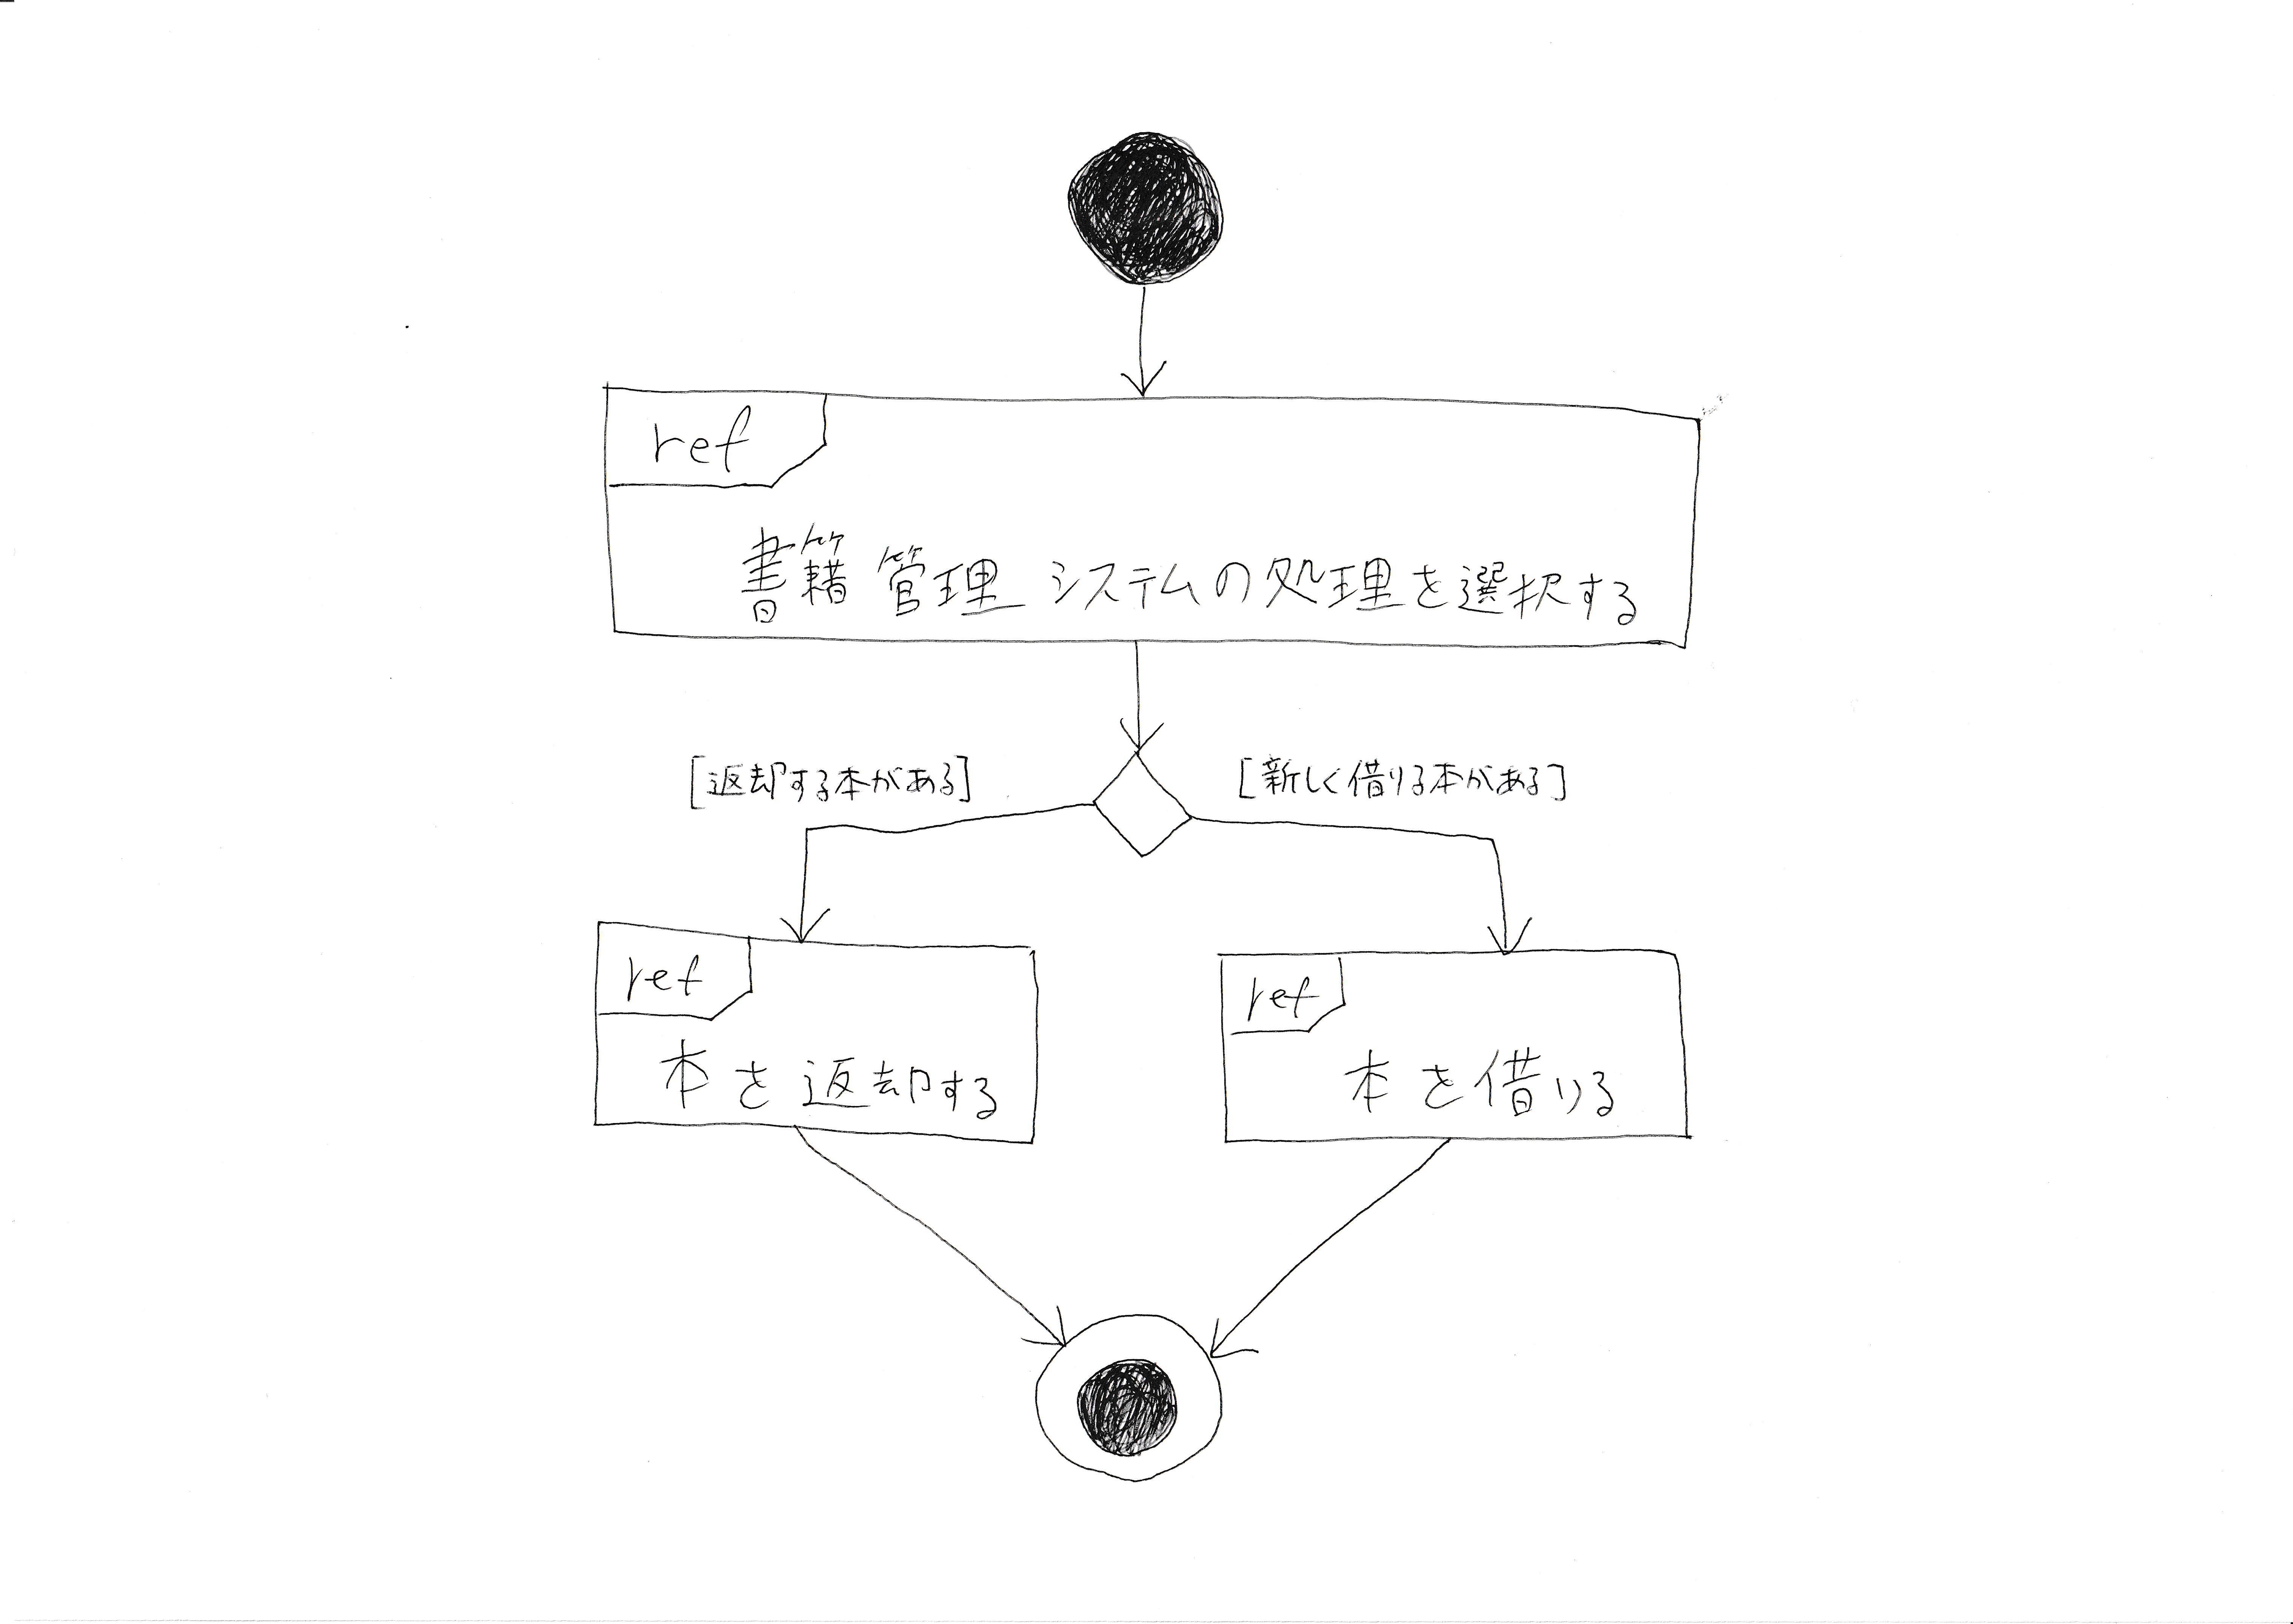 ref
書籍管理システムの処理を選択する
[返却する本がある]
[新しく借りる本がある]
ref
本を返却する
ref
本を借りる